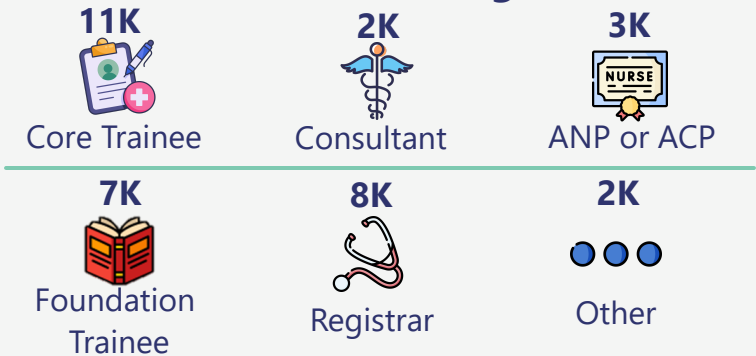 11K
2K
3K
NURSE
Core Trainee
Consultant
ANP or ACP
7K
8K
2K
Foundation
Trainee
Registrar
Other